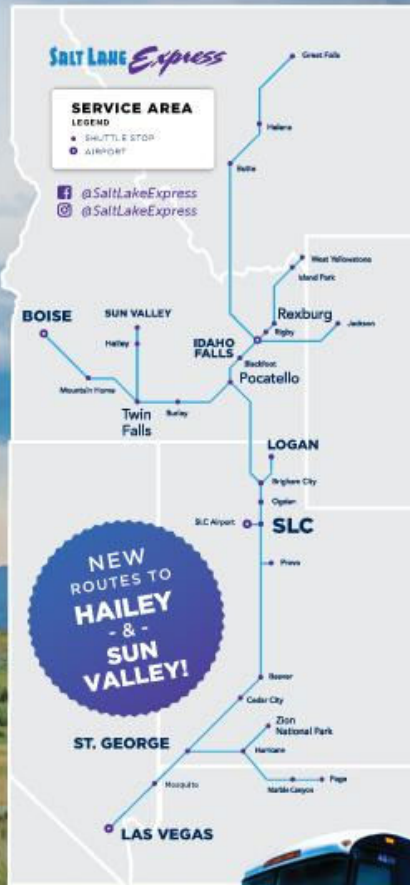 SALT LAKE Express
SERVICE AREA
LEGEND
SHUTTLE STOP
AIRPORT
@SaltLakeExpress
@SaltLakeExpress
Great Falls
Helena
Butte
West Yellowstone
Island Park
Rexburg
Rigby
Jackson
IDAHO
FALLS
Blackfoot
Pocatello
BOISE
SUN VALLEY
Hailey
Mountain Home
Twin
Falls
Burley
LOGAN
Brigham City
Ogden
SLC Airport
SLC
Provo
NEW
ROUTES TO
HAILEY
- & -
SUN
VALLEY!
Beaver
Cedar City
Zion
National Park
ST. GEORGE
Hurricane
Mesquite
Marble Canyon
Page
LAS VEGAS